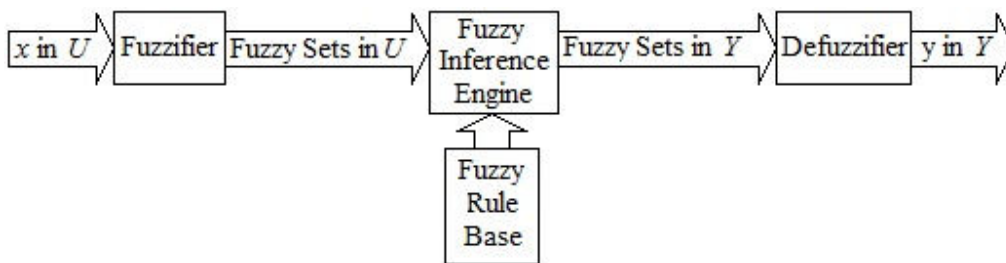 x in U
Fuzzifier
Fuzzy Sets in U
Fuzzy
Inference
Engine
Fuzzy Sets in Y
Defuzzifier
y in Y
Fuzzy
Rule
Base